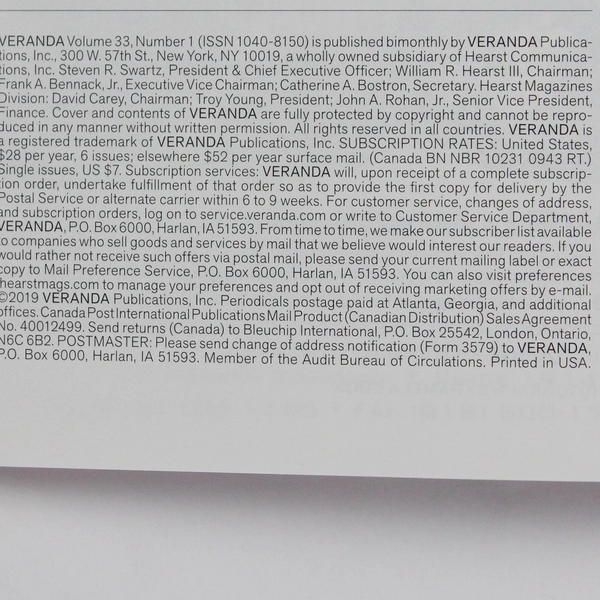 VERANDA Volume 33, Number 1 (ISSN 1040-8150) is published bimonthly by VERANDA Publica-
tions, Inc., 300 W. 57th St., New York, NY 10019, a wholly owned subsidiary of Hearst Communica-
tions, Inc. Steven R. Swartz, President & Chief Executive Officer; William R. Hearst III, Chairman;
Frank A. Bennack, Jr., Executive Vice Chairman; Catherine A. Bostron, Secretary. Hearst Magazines
Division: David Carey, Chairman; Troy Young, President; John A. Rohan, Jr., Senior Vice President,
Finance. Cover and contents of VERANDA are fully protected by copyright and cannot be repro-
duced in any manner without written permission. All rights reserved in all countries. VERANDA is
a registered trademark of VERANDA Publications, Inc. SUBSCRIPTION RATES: United States,
$28 per year, 6 issues; elsewhere $52 per year surface mail. (Canada BN NBR 10231 0943 RT.)
Single issues, US $7. Subscription services: VERANDA will, upon receipt of a complete subscrip-
tion order, undertake fulfillment of that order so as to provide the first copy for delivery by the
Postal Service or alternate carrier within 6 to 9 weeks. For customer service, changes of address,
and subscription orders, log on to service.veranda.com or write to Customer Service Department,
VERANDA, P.O. Box 6000, Harlan, IA 51593. From time to time, we make our subscriber list available
to companies who sell goods and services by mail that we believe would interest our readers. If you
would rather not receive such offers via postal mail, please send your current mailing label or exact
copy to Mail Preference Service, P.O. Box 6000, Harlan, IA 51593. You can also visit preferences
.hearstmags.com to manage your preferences and opt out of receiving marketing offers by e-mail.
©2019 VERANDA Publications, Inc. Periodicals postage paid at Atlanta, Georgia, and additional
offices. Canada Post International Publications Mail Product (Canadian Distribution) Sales Agreement
No. 40012499. Send returns (Canada) to Bleuchip International, P.O. Box 25542, London, Ontario,
N6C 6B2. POSTMASTER: Please send change of address notification (Form 3579) to VERANDA,
P.O. Box 6000, Harlan, IA 51593. Member of the Audit Bureau of Circulations. Printed in USA.